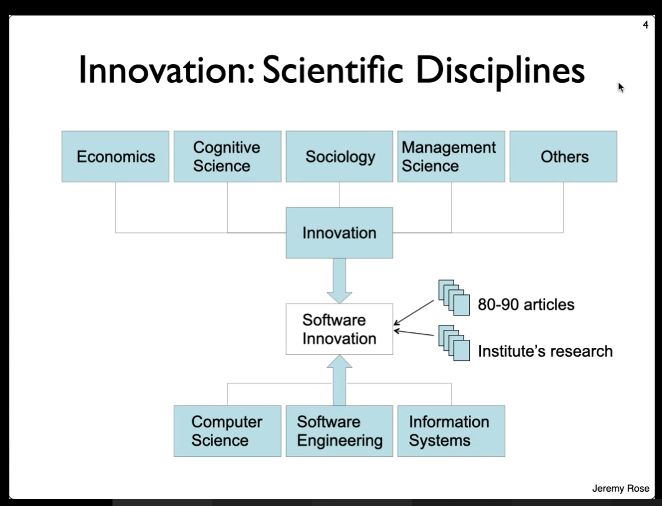 4
Innovation: Scientific Disciplines
Economics
Cognitive
Science
Sociology
Management
Science
Others
Innovation
Software
Innovation
80-90 articles
Institute's research
Computer
Science
Software
Engineering
Information
Systems
Jeremy Rose